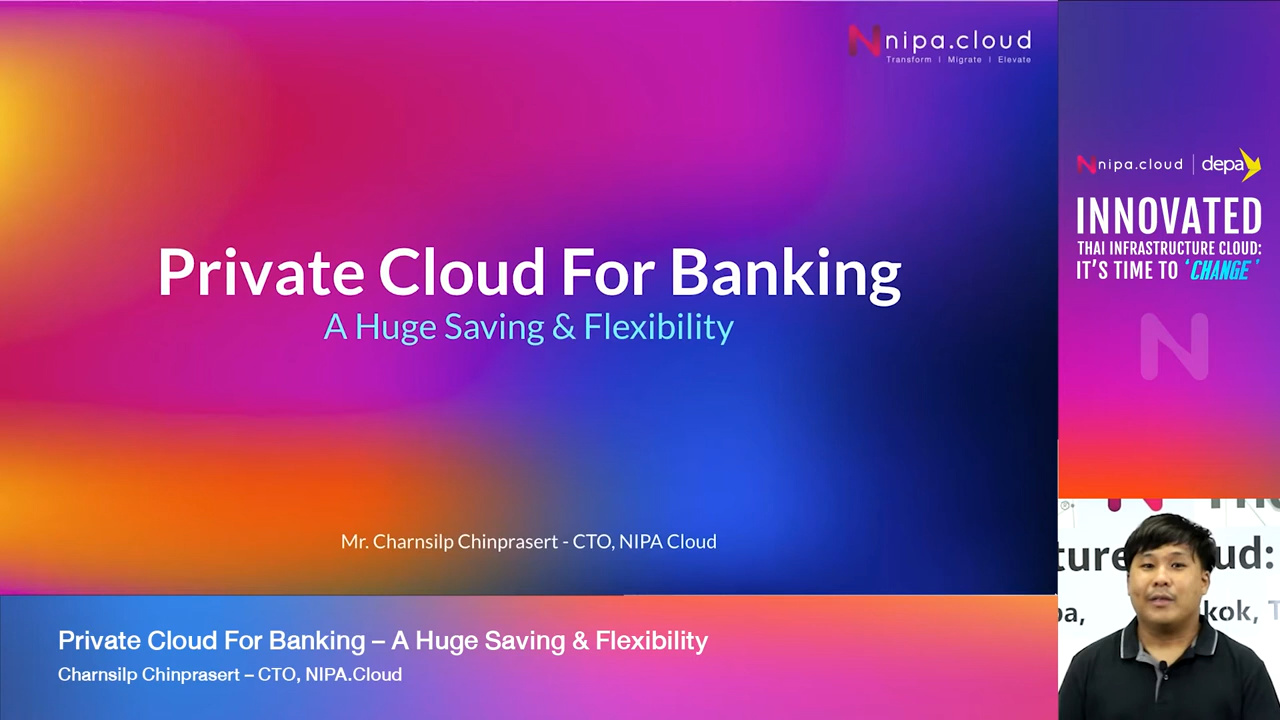 nipa.cloud
Transform | Migrate | Elevate
Private Cloud For Banking
A Huge Saving & Flexibility
Mr. Charnsilp Chinprasert - CTO, NIPA Cloud
Private Cloud For Banking – A Huge Saving & Flexibility
Charnsilp Chinprasert – CTO, NIPA.Cloud
nipa.cloud | depa
INNOVATED
THAI INFRASTRUCTURE CLOUD:
IT'S TIME TO ‘CHANGE’
N